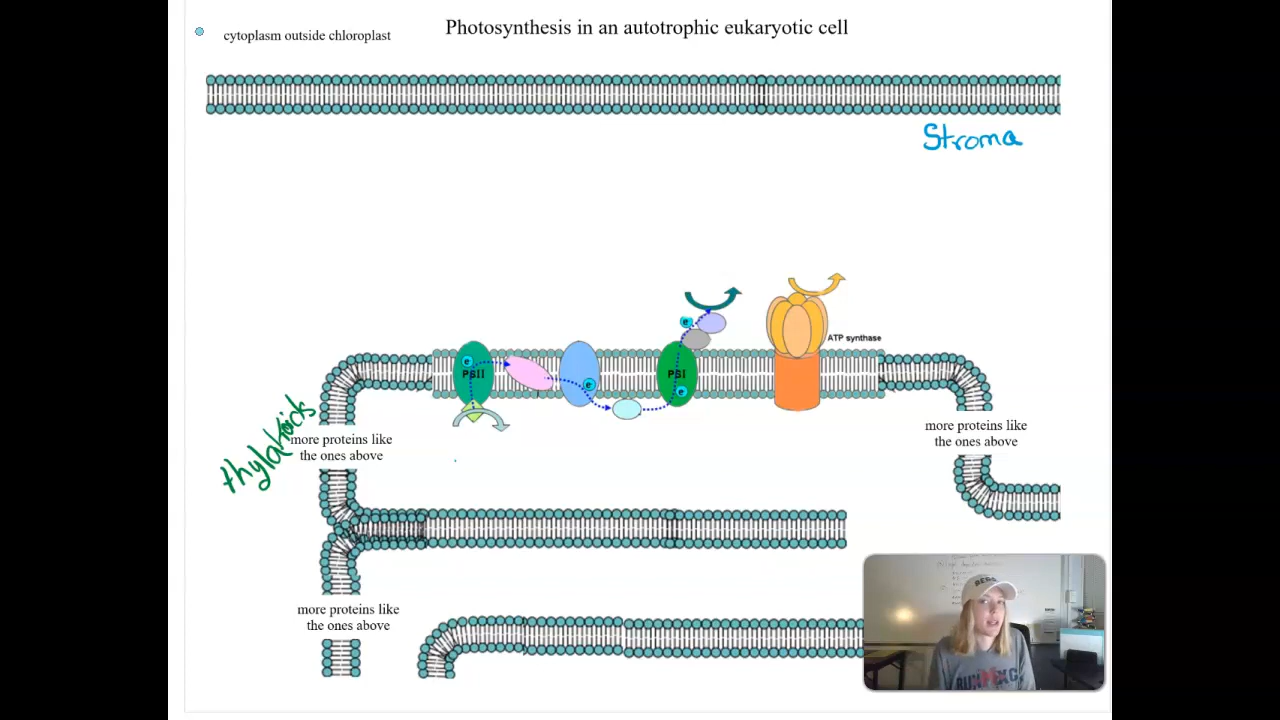 Photosynthesis in an autotrophic eukaryotic cell
cytoplasm outside chloroplast
Stroma
e
e
ATP synthase
PSII
PSI
e
e
thylakoids
more proteins like
the ones above
more proteins like
the ones above
more proteins like
the ones above